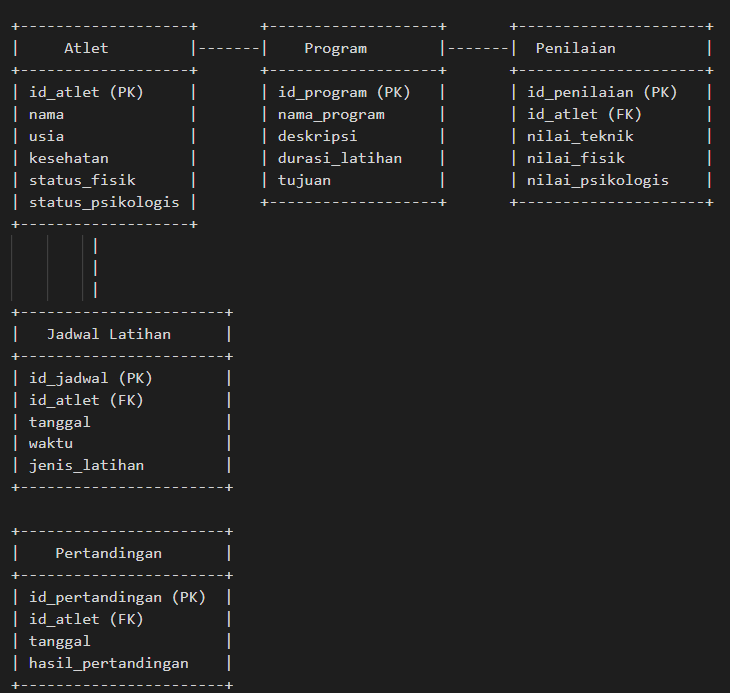 +-------------------+       +-------------------+       +---------------------+
|     Atlet         |-------|    Program        |-------|  Penilaian          |
+-------------------+       +-------------------+       +---------------------+
| id_atlet (PK)     |       | id_program (PK)   |       | id_penilaian (PK)   |
| nama              |       | nama_program      |       | id_atlet (FK)       |
| usia              |       | deskripsi         |       | nilai_teknik        |
| kesehatan         |       | durasi_latihan    |       | nilai_fisik         |
| status_fisik      |       | tujuan            |       | nilai_psikologis    |
| status_psikologis |       +-------------------+       +---------------------+
+-------------------+
         |
         |
         |
+-----------------------+
|   Jadwal Latihan      |
+-----------------------+
| id_jadwal (PK)        |
| id_atlet (FK)         |
| tanggal               |
| waktu                 |
| jenis_latihan         |
+-----------------------+

+-----------------------+
|    Pertandingan       |
+-----------------------+
| id_pertandingan (PK)  |
| id_atlet (FK)         |
| tanggal               |
| hasil_pertandingan    |
+-----------------------+